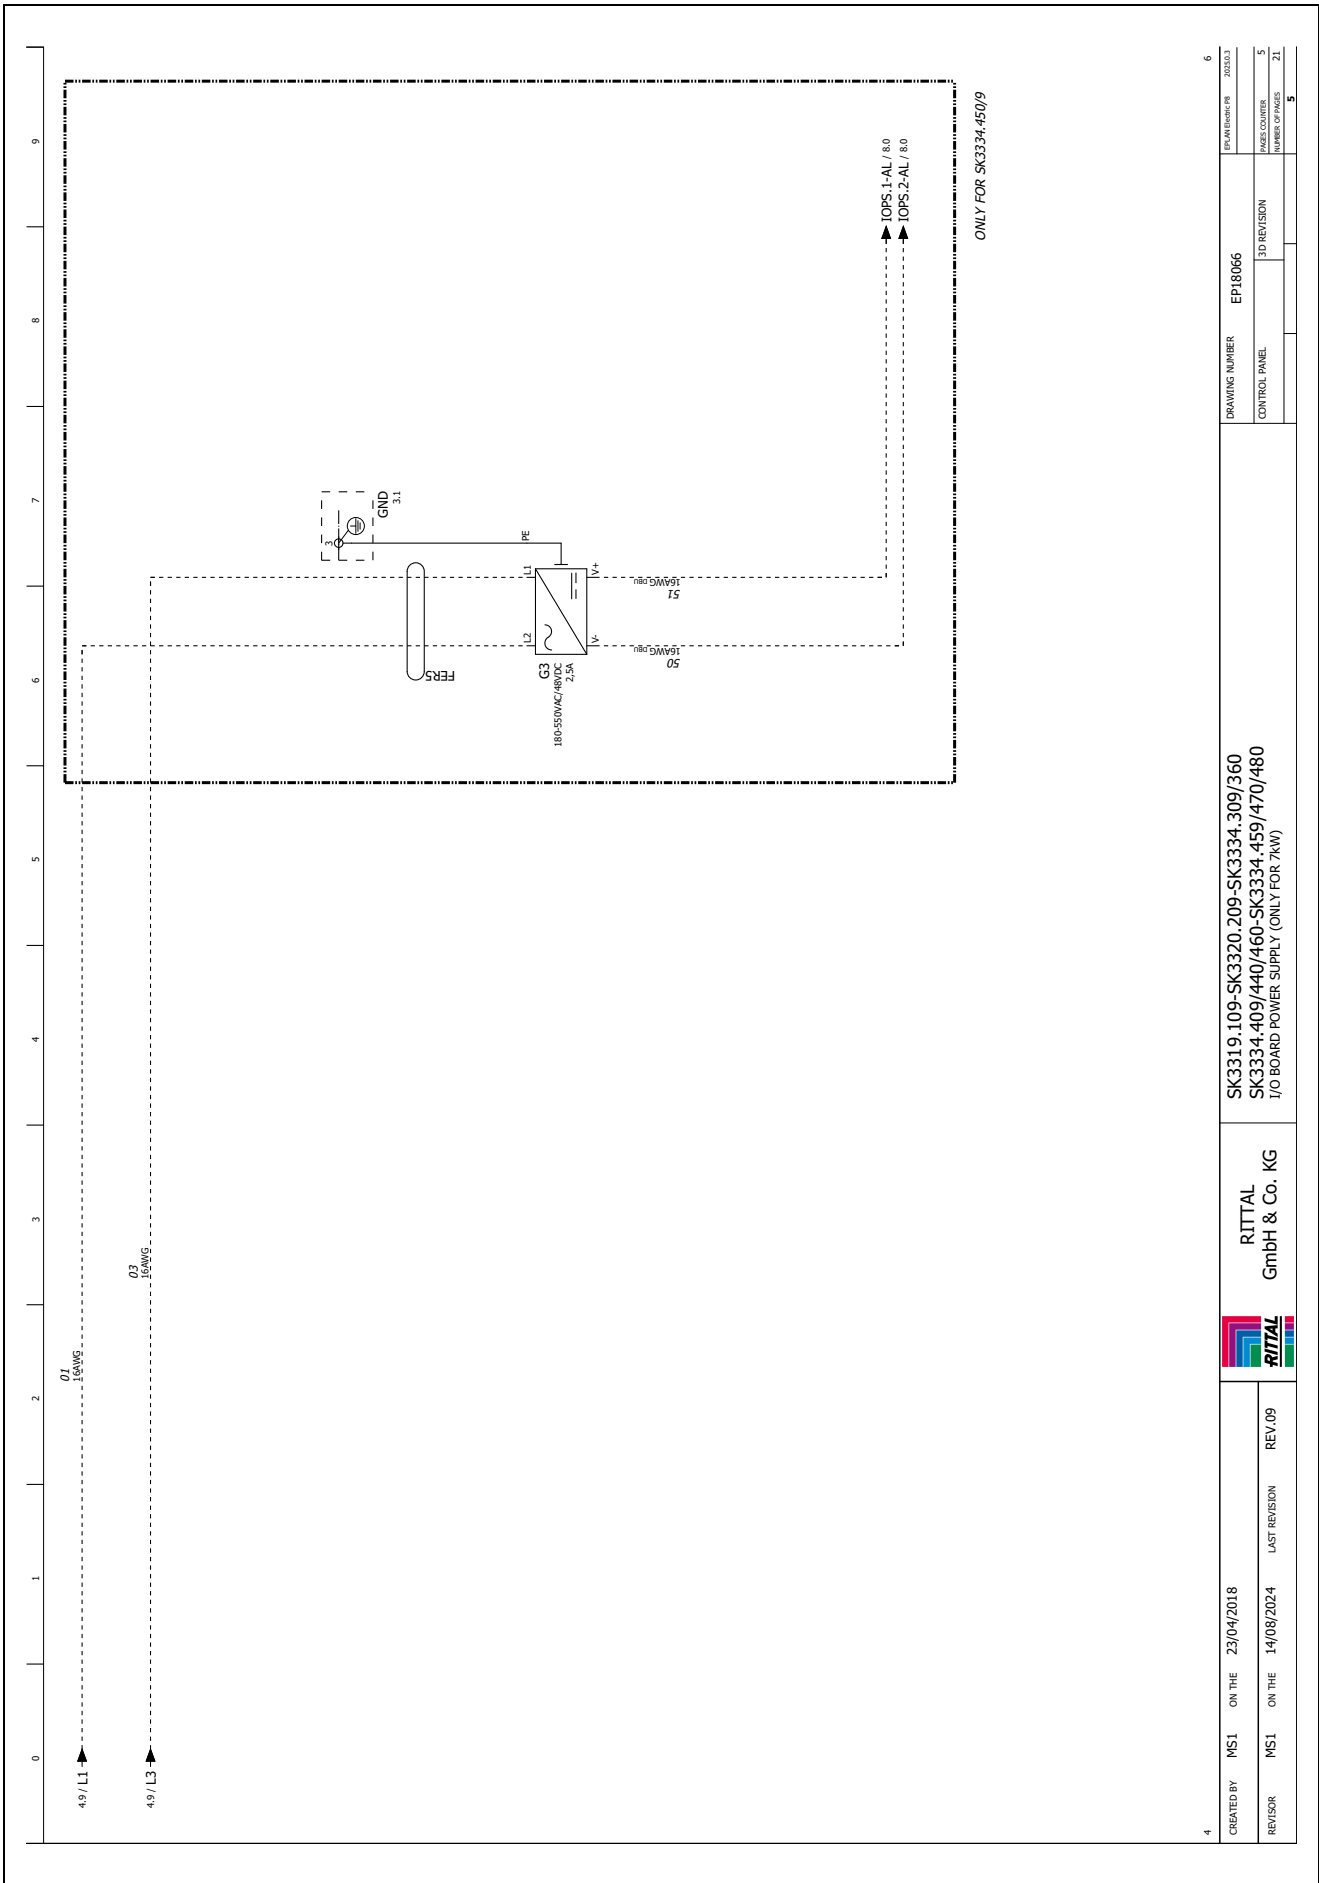 0
1
2
3
4
5
6
7
8
9
4.9 / L1
01
16AWG
4.9 / L3
03
16AWG
3
GND
3.1
FER5
PE
L2
L1
G3
180-550VAC/48VDC
2,5A
V-
V+
50
16AWG DBU
51
16AWG DBU
IOPS.1-AL / 8.0
IOPS.2-AL / 8.0
ONLY FOR SK3334.450/9
4
6
CREATED BY MS1 ON THE 23/04/2018
REVISOR MS1 ON THE 14/08/2024 LAST REVISION REV.09
RITTAL
RITTAL
GmbH & Co. KG
SK3319.109-SK3320.209-SK3334.309/360
SK3334.409/440/460-SK3334.459/470/480
I/O BOARD POWER SUPPLY (ONLY FOR 7kW)
DRAWING NUMBER EP18066
CONTROL PANEL 3D REVISION
EPLAN Electric P8 2025.0.3
PAGES COUNTER 5
NUMBER OF PAGES 21
5